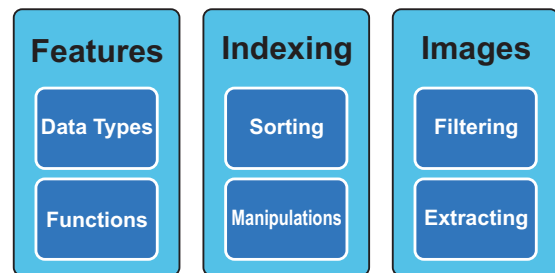 Features
Data Types
Functions
Indexing
Sorting
Manipulations
Images
Filtering
Extracting